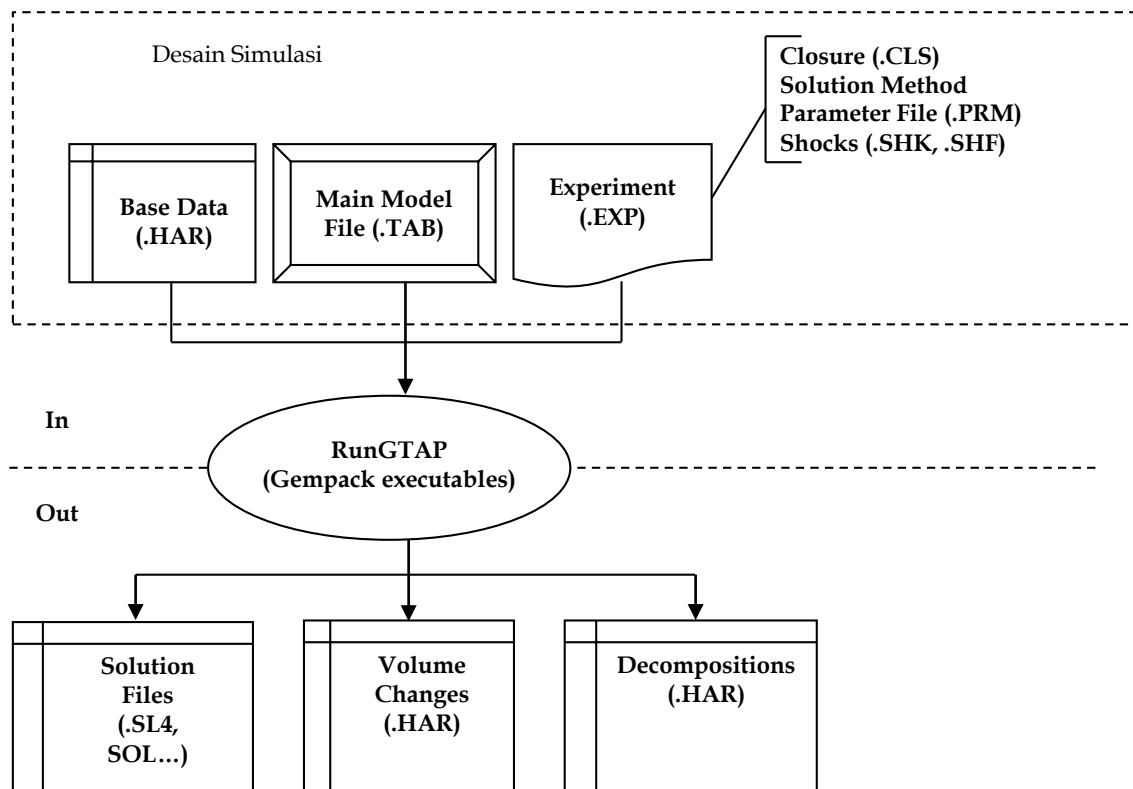 Desain Simulasi
Closure (.CLS)
Solution Method
Parameter File (.PRM)
Shocks (.SHK, .SHF)
Base Data
(.HAR)
Main Model
File (.TAB)
Experiment
(.EXP)
In
RunGTAP
(Gempack executables)
Out
Solution
Files
(.SL4,
SOL…)
Volume
Changes
(.HAR)
Decompositions
(.HAR)